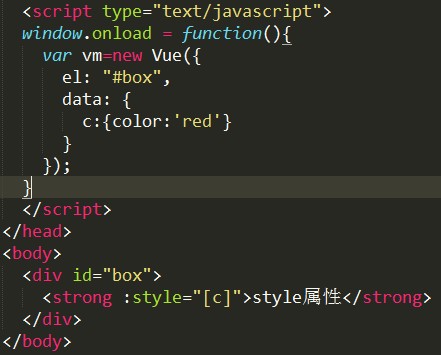 <script type="text/javascript">
window.onload = function(){
var vm=new Vue({
el: "#box",
data: {
c:{color:'red'}
}
});
}
</script>
</head>
<body>
<div id="box">
<strong :style="[c]">style属性</strong>
</div>
</body>